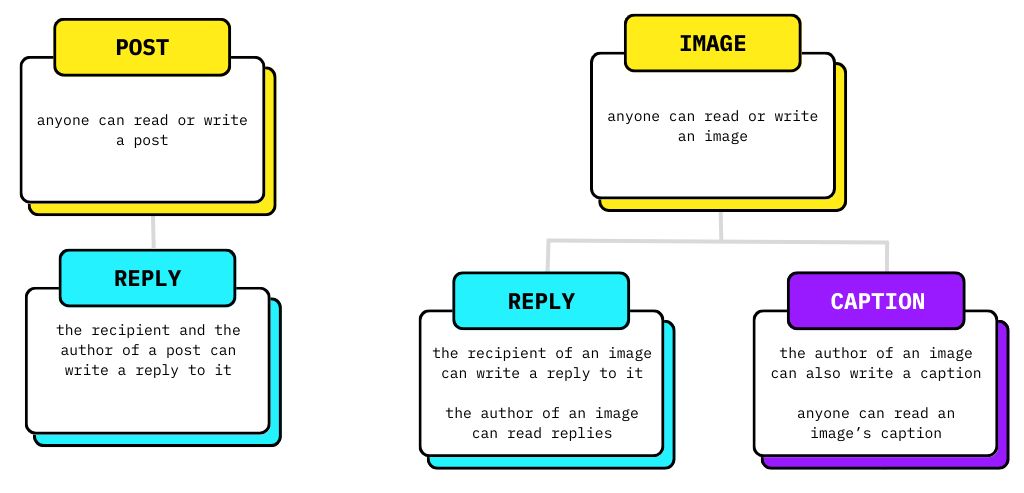 POST
anyone can read or write
a post
REPLY
the recipient and the
author of a post can
write a reply to it
IMAGE
anyone can read or write
an image
REPLY
the recipient of an image
can write a reply to it
the author of an image
can read replies
CAPTION
the author of an image
can also write a caption
anyone can read an
image’s caption